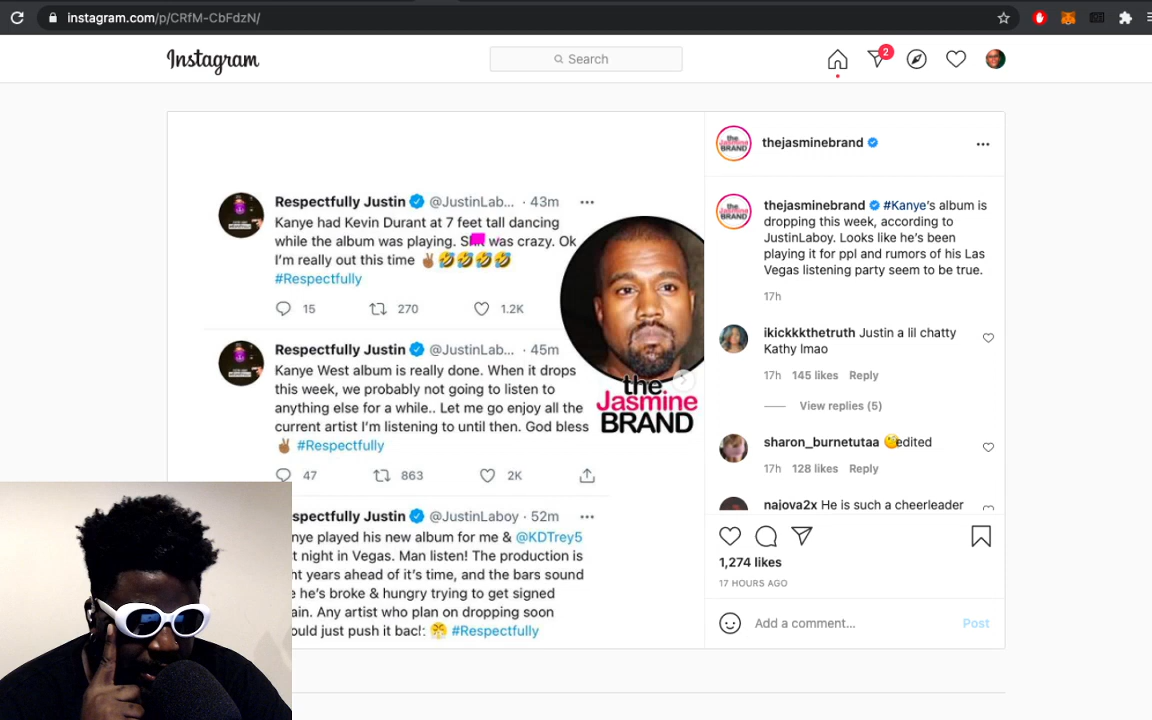 instagram.com/p/CRfM-CbFdzN/
Instagram
Search
2
the
Jasmine
BRAND
thejasminebrand
Respectfully Justin @JustinLab... · 43m
Kanye had Kevin Durant at 7 feet tall dancing
while the album was playing. was crazy. Ok
I'm really out this time ✌🏾🤣🤣🤣🤣
#Respectfully
15 270 1.2K
Respectfully Justin @JustinLab... · 45m
Kanye West album is really done. When it drops
this week, we probably not going to listen to
anything else for a while.. Let me go enjoy all the
current artist I'm listening to until then. God bless
✌🏾 #Respectfully
47 863 2K
spectfully Justin @JustinLaboy · 52m
nye played his new album for me & @KDTrey5
t night in Vegas. Man listen! The production is
ht years ahead of it's time, and the bars sound
e he's broke & hungry trying to get signed
ain. Any artist who plan on dropping soon
ould just push it 😤 #Respectfully
the
Jasmine
BRAND
the
Jasmine
BRAND
thejasminebrand #Kanye's album is
dropping this week, according to
JustinLaboy. Looks like he's been
playing it for ppl and rumors of his Las
Vegas listening party seem to be true.
17h
ikickkkthetruth Justin a lil chatty
Kathy lmao
17h 145 likes Reply
View replies (5)
sharon_burnetutaa 🧐edited
17h 128 likes Reply
najova2x He is such a cheerleader
1,274 likes
17 HOURS AGO
Add a comment...
Post